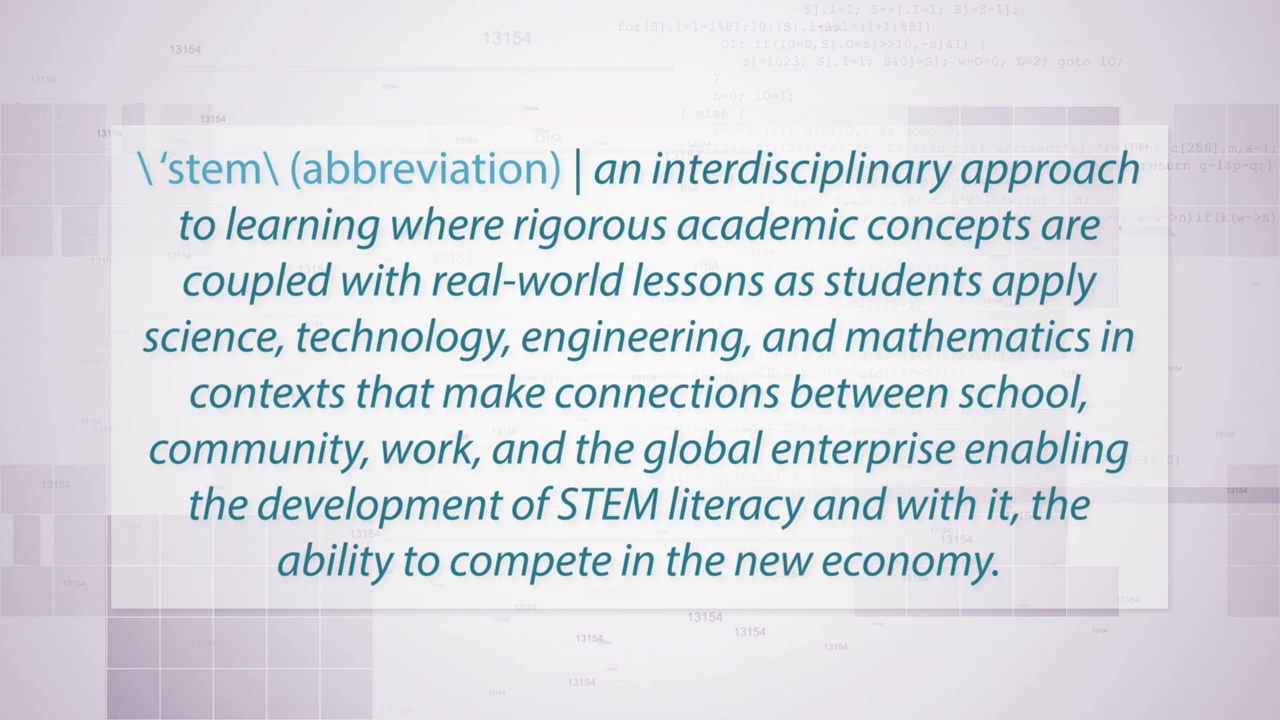 \ ‘stem\ (abbreviation) | an interdisciplinary approach
to learning where rigorous academic concepts are
coupled with real-world lessons as students apply
science, technology, engineering, and mathematics in
contexts that make connections between school,
community, work, and the global enterprise enabling
the development of STEM literacy and with it, the
ability to compete in the new economy.